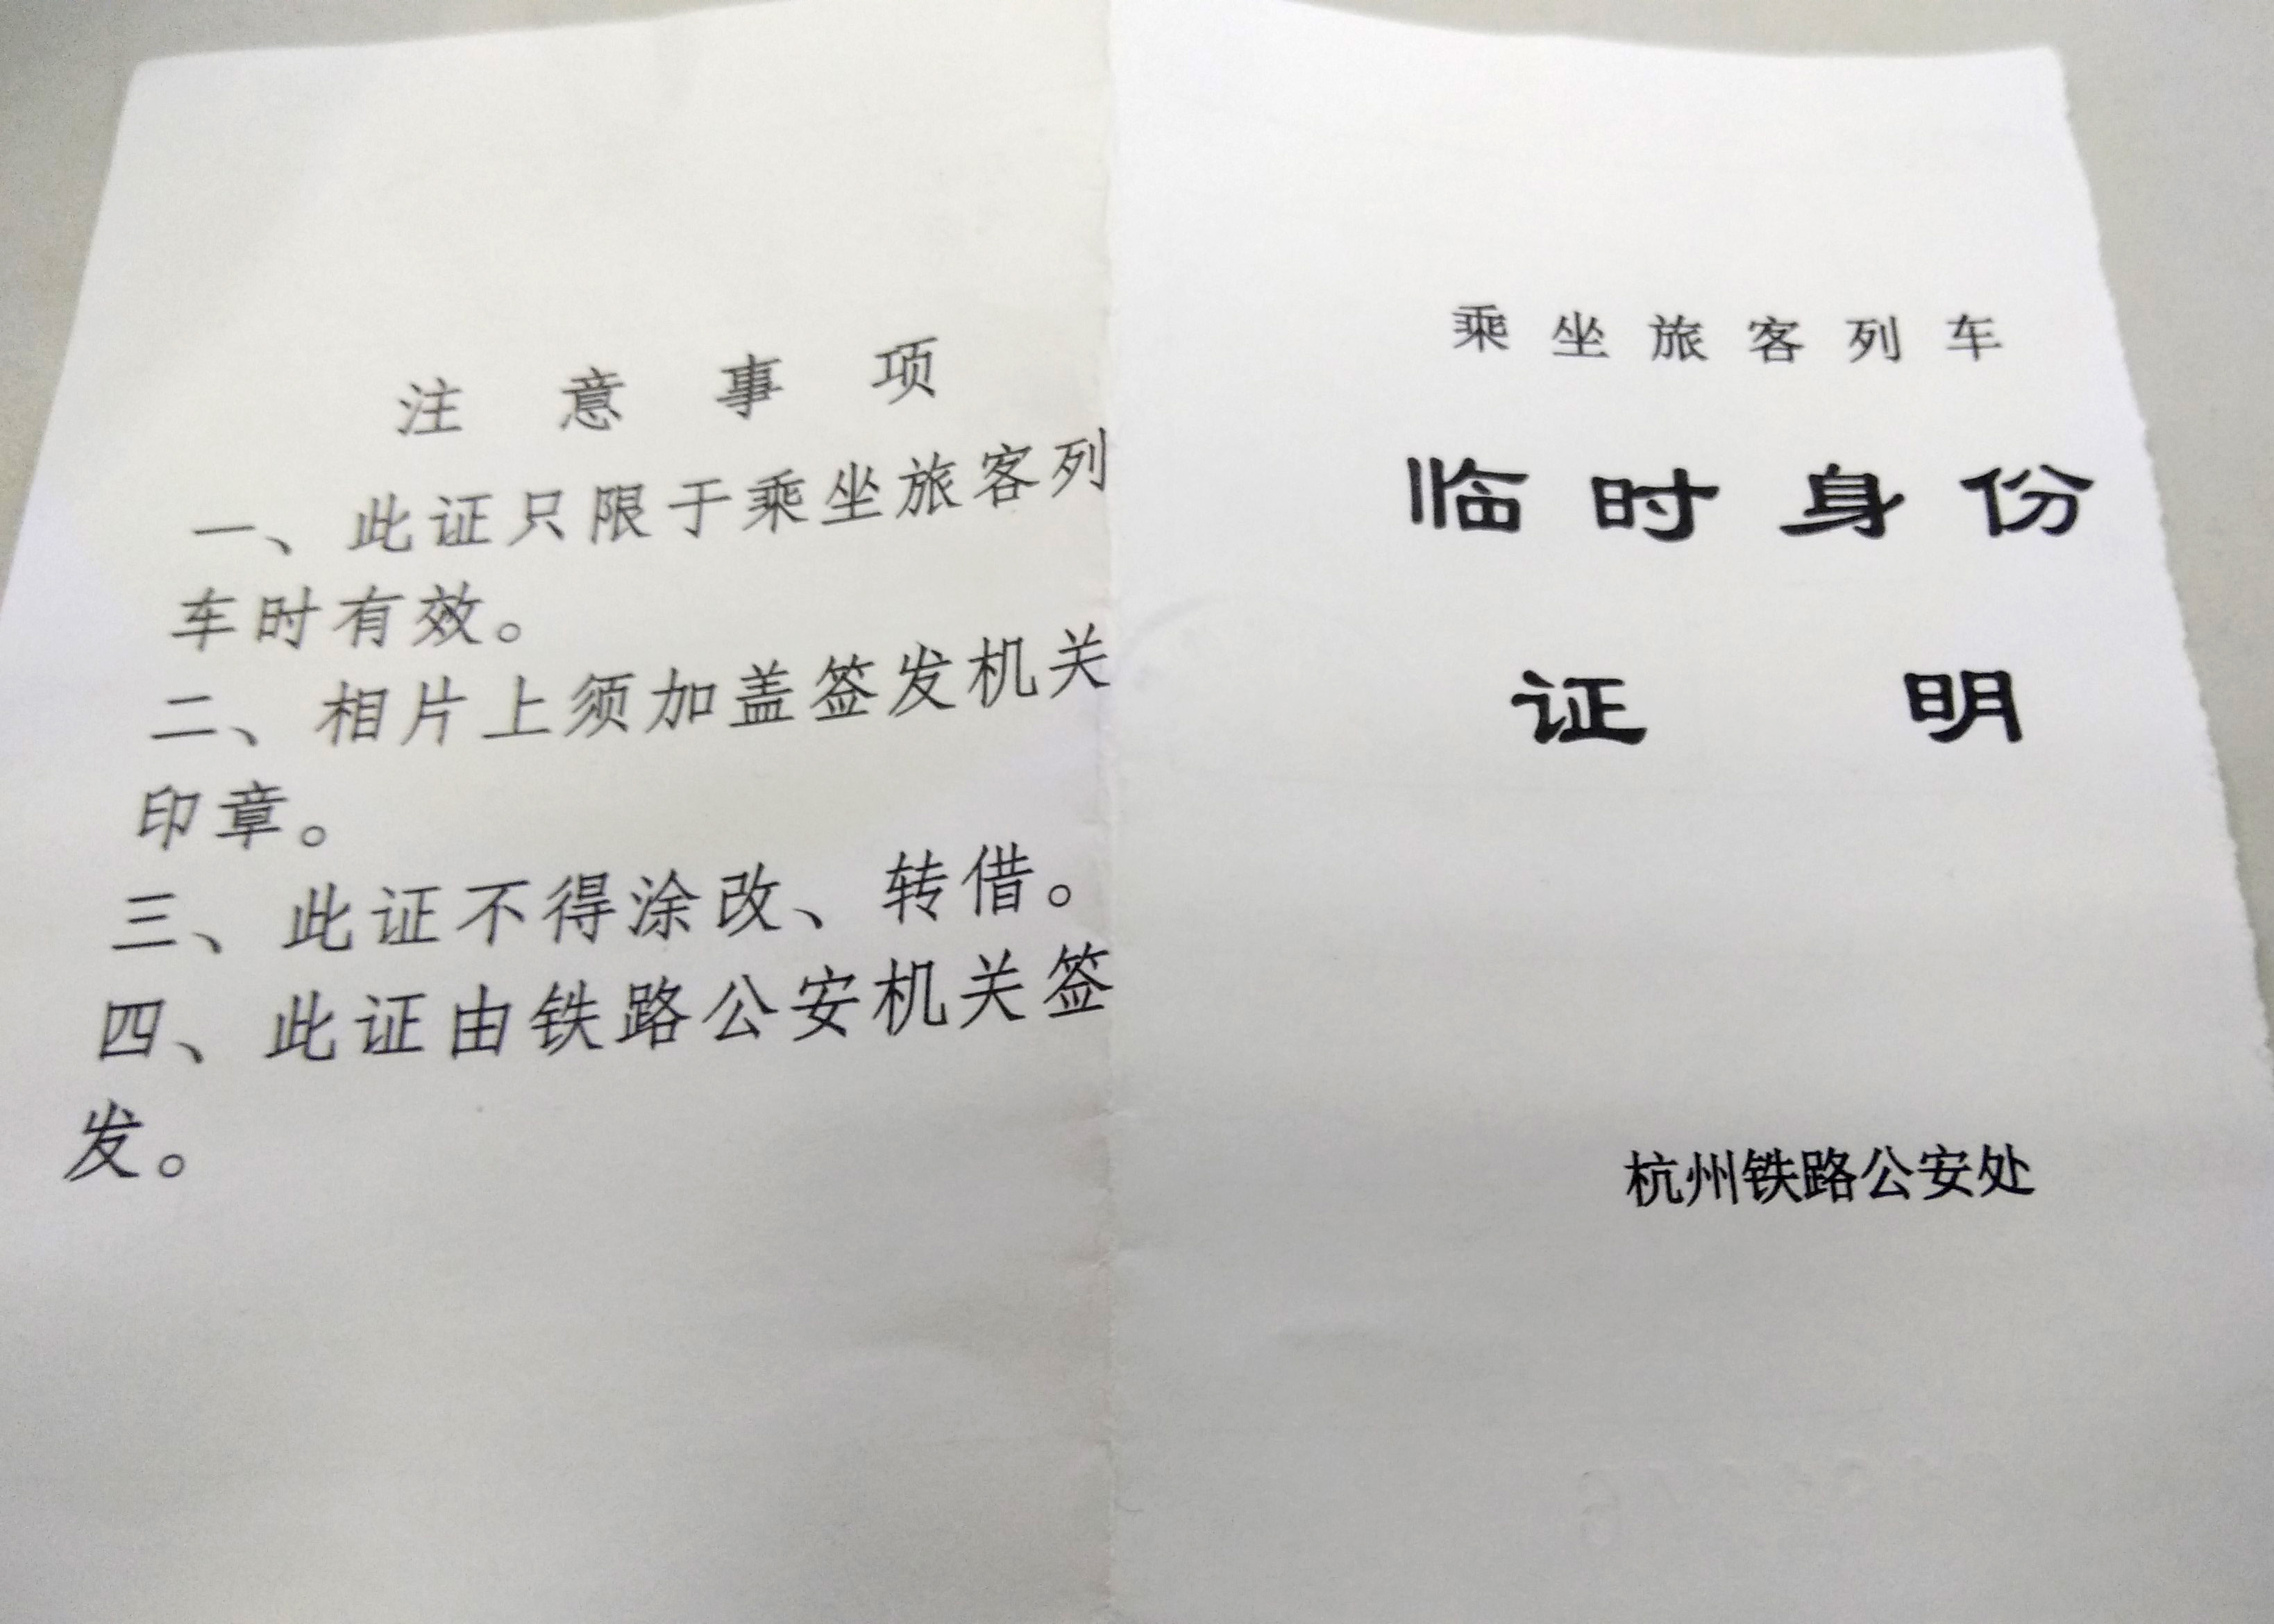 注意事项
一、此证只限于乘坐旅客列
车时有效。
二、相片上须加盖签发机关
印章。
三、此证不得涂改、转借。
四、此证由铁路公安机关签
发。
乘坐旅客列车
临时身份
证明
杭州铁路公安处